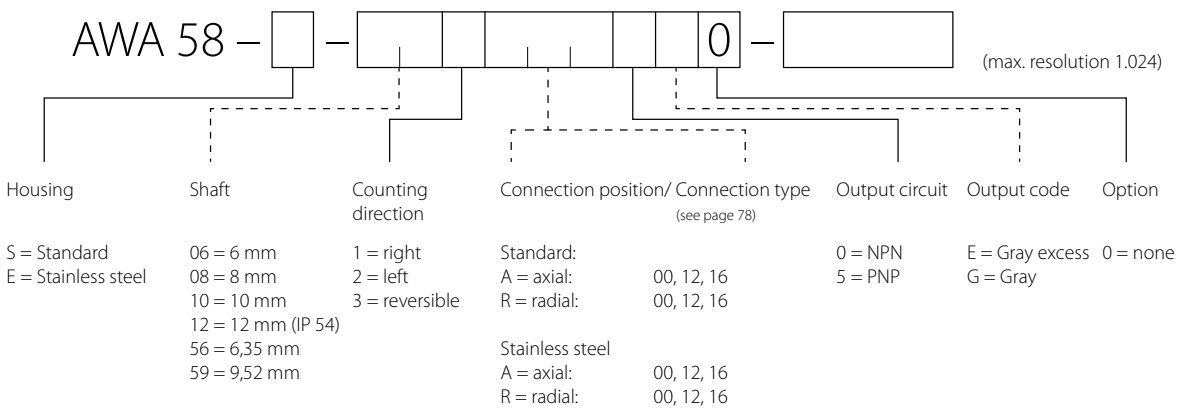 AWA 58 – – 0 –
(max. resolution 1.024)
Housing
S = Standard
E = Stainless steel
Shaft
06 = 6 mm
08 = 8 mm
10 = 10 mm
12 = 12 mm (IP 54)
56 = 6,35 mm
59 = 9,52 mm
Counting
direction
1 = right
2 = left
3 = reversible
Connection position/ Connection type
(see page 78)
Standard:
A = axial: 00, 12, 16
R = radial: 00, 12, 16
Stainless steel
A = axial: 00, 12, 16
R = radial: 00, 12, 16
Output circuit
0 = NPN
5 = PNP
Output code
E = Gray excess
G = Gray
Option
0 = none